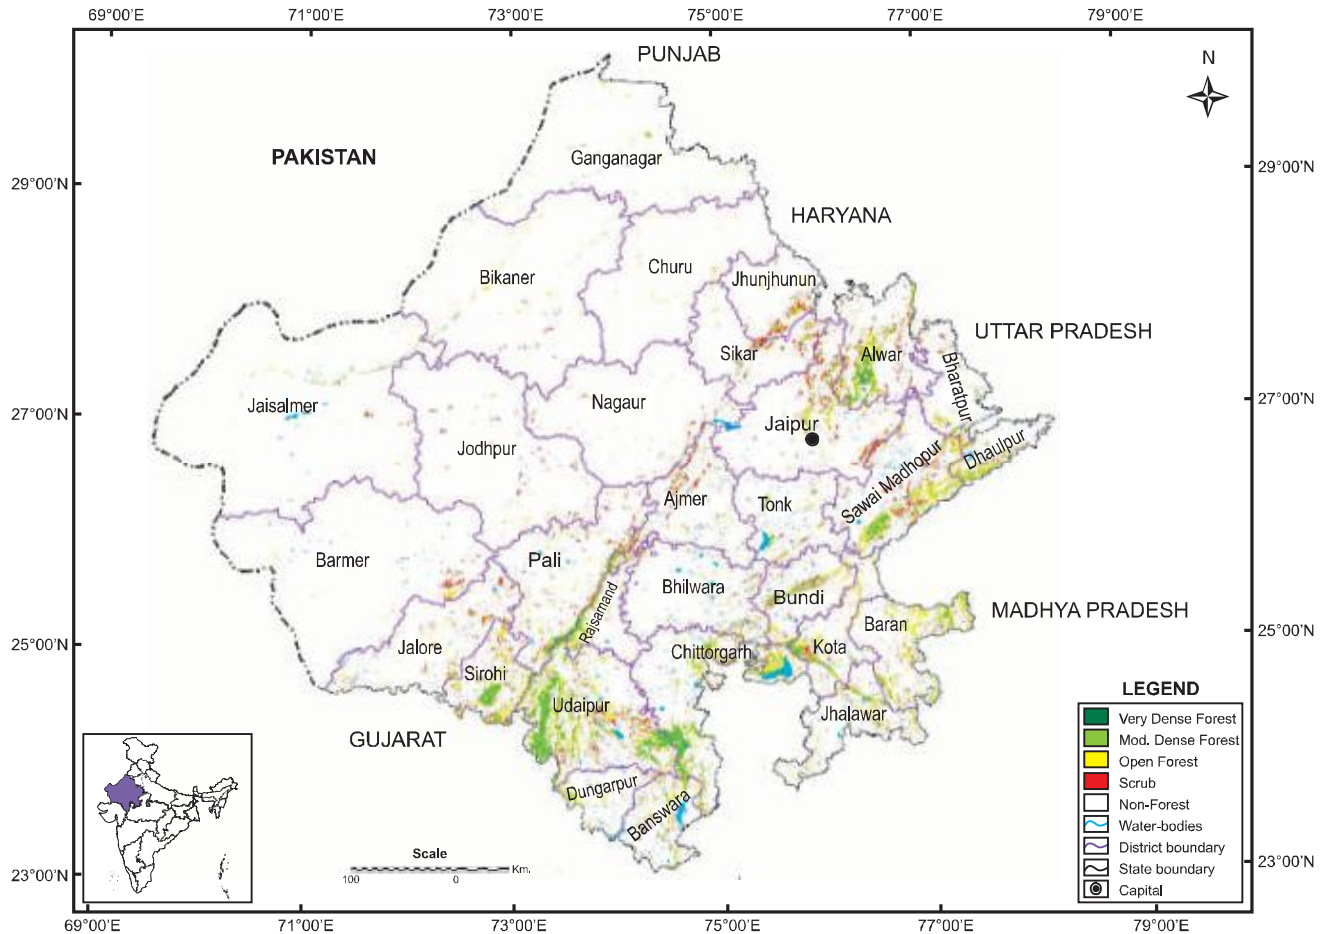 69°00'E 71°00'E 73°00'E 75°00'E 77°00'E 79°00'E
PUNJAB
N
PAKISTAN
Ganganagar
29°00'N 29°00'N
HARYANA
Churu
Bikaner
Jhunjhunun
UTTAR PRADESH
Sikar
Alwar
Bharatpur
Jaisalmer
Nagaur
27°00'N 27°00'N
Jaipur
Jodhpur
Dhaulpur
Sawai Madhopur
Ajmer
Tonk
Barmer
Pali
Bhilwara
Bundi
Rajsamand
MADHYA PRADESH
Baran
25°00'N 25°00'N
Jalore
Chittorgarh
Kota
Sirohi
Udaipur
Jhalawar
GUJARAT
Dungarpur
Banswara
LEGEND
Very Dense Forest
Mod. Dense Forest
Open Forest
Scrub
Non-Forest
Water-bodies
District boundary
State boundary
Capital
Scale
Km.
100 0
23°00'N 23°00'N
69°00'E 71°00'E 73°00'E 75°00'E 77°00'E 79°00'E